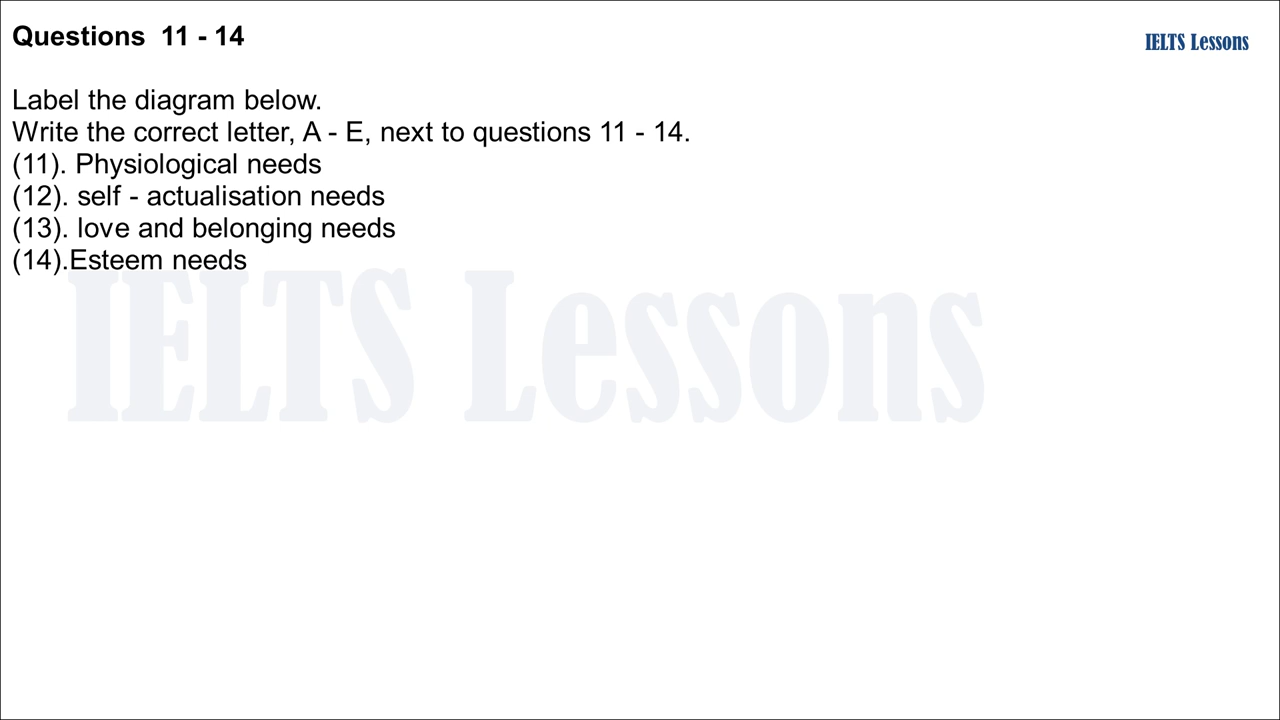 Questions 11 - 14
IELTS Lessons
Label the diagram below.
Write the correct letter, A - E, next to questions 11 - 14.
(11). Physiological needs
(12). self - actualisation needs
(13). love and belonging needs
(14).Esteem needs
IELTS Lessons